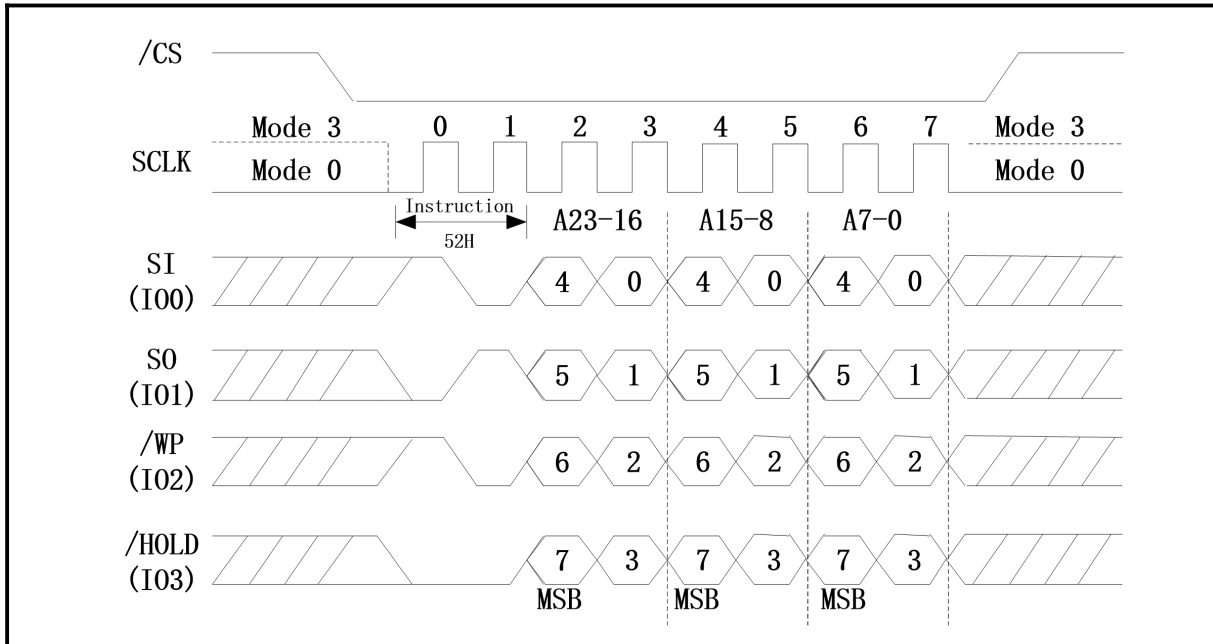 /CS
Mode 3 0 1 2 3 4 5 6 7 Mode 3
SCLK
Mode 0 Mode 0
Instruction
52H
A23-16 A15-8 A7-0
SI
(IO0)
4 0 4 0 4 0
SO
(IO1)
5 1 5 1 5 1
/WP
(IO2)
6 2 6 2 6 2
/HOLD
(IO3)
7 3 7 3 7 3
MSB MSB MSB